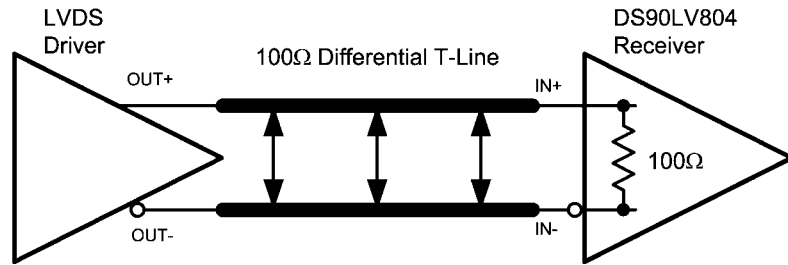 LVDS
Driver
DS90LV804
Receiver
100Ω Differential T-Line
OUT+
IN+
100Ω
OUT-
IN-